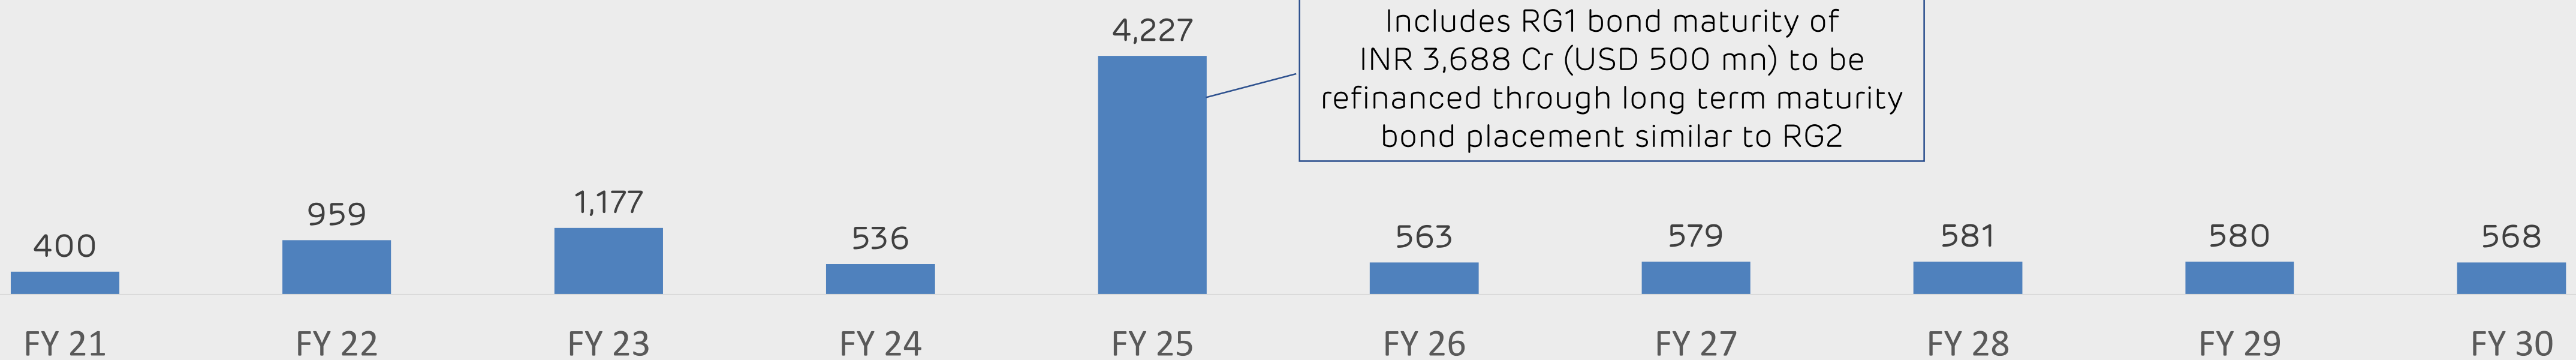 Includes RG1 bond maturity of
INR 3,688 Cr (USD 500 mn) to be
refinanced through long term maturity
bond placement similar to RG2
4,227
1,177
959
400
536
563
579
581
580
568
FY 21
FY 22
FY 23
FY 24
FY 25
FY 26
FY 27
FY 28
FY 29
FY 30